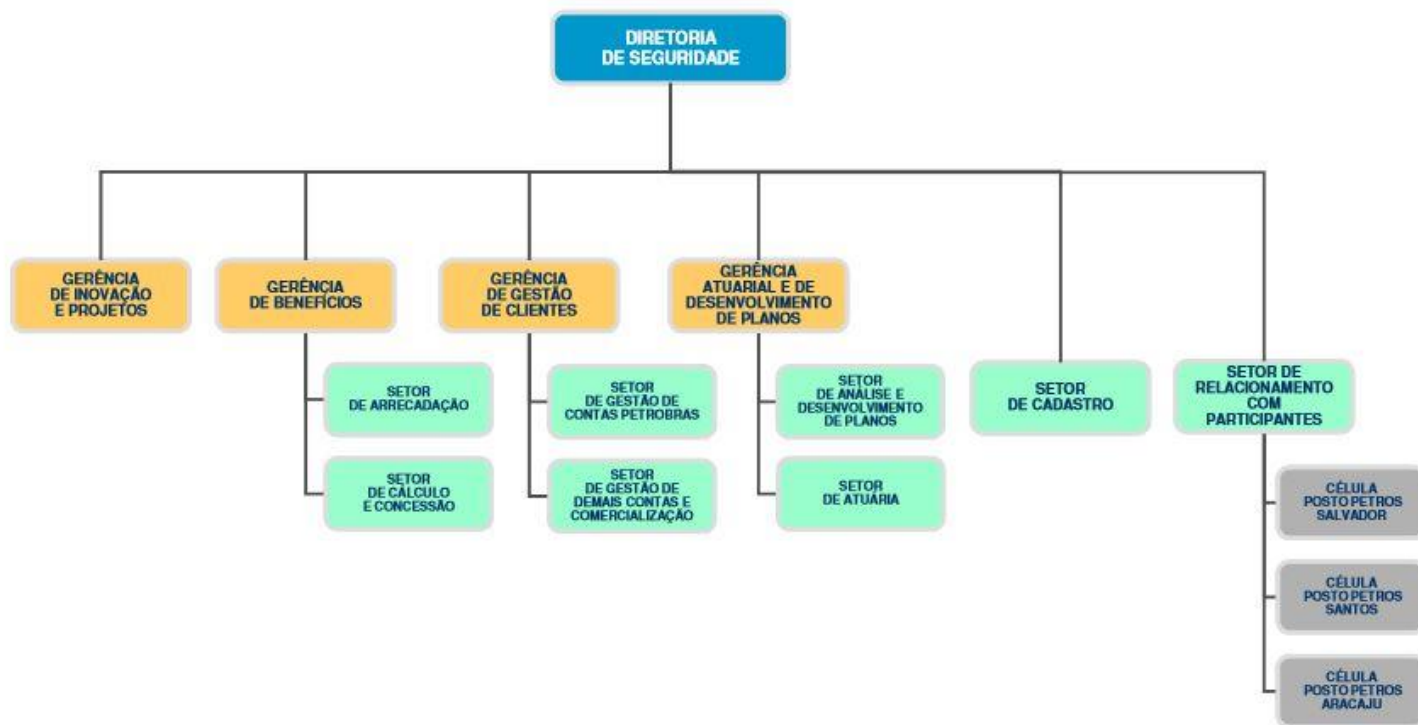 DIRETORIA
DE SEGURIDADE
GERÊNCIA
DE INOVAÇÃO
E PROJETOS
GERÊNCIA
DE BENEFÍCIOS
GERÊNCIA
DE GESTÃO
DE CLIENTES
GERÊNCIA
ATUARIAL E DE
DESENVOLVIMENTO
DE PLANOS
SETOR
DE ARRECADAÇÃO
SETOR
DE GESTÃO DE
CONTAS PETROBRAS
SETOR
DE ANÁLISE E
DESENVOLVIMENTO
DE PLANOS
SETOR
DE CADASTRO
SETOR DE
RELACIONAMENTO
COM
PARTICIPANTES
SETOR
DE CÁLCULO
E CONCESSÃO
SETOR
DE GESTÃO DE
DEMAIS CONTAS E
COMERCIALIZAÇÃO
SETOR
DE ATUÁRIA
CÉLULA
POSTO PETROS
SALVADOR
CÉLULA
POSTO PETROS
SANTOS
CÉLULA
POSTO PETROS
ARACAJU